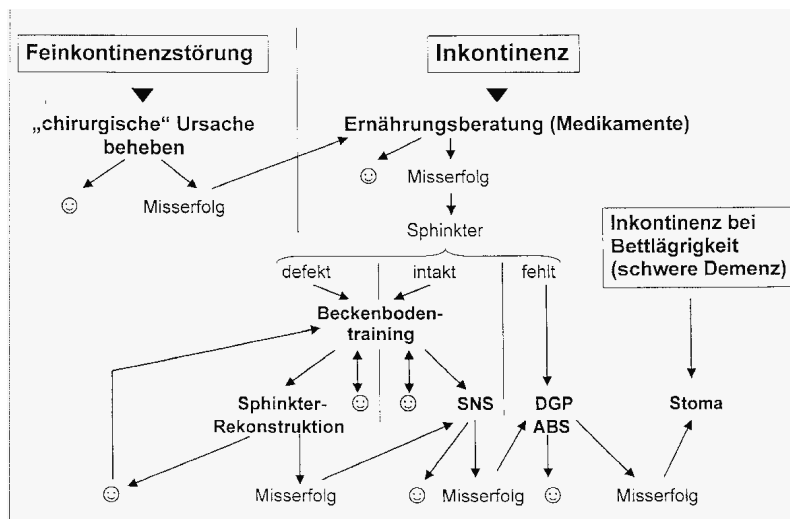 Feinkontinenzstörung
Inkontinenz
„chirurgische“ Ursache
beheben
Ernährungsberatung (Medikamente)
Misserfolg
Misserfolg
Sphinkter
Inkontinenz bei
Bettlägrigkeit
(schwere Demenz)
defekt
intakt
fehlt
Beckenboden-
training
Sphinkter-
Rekonstruktion
SNS
DGP
ABS
Stoma
Misserfolg
Misserfolg
Misserfolg